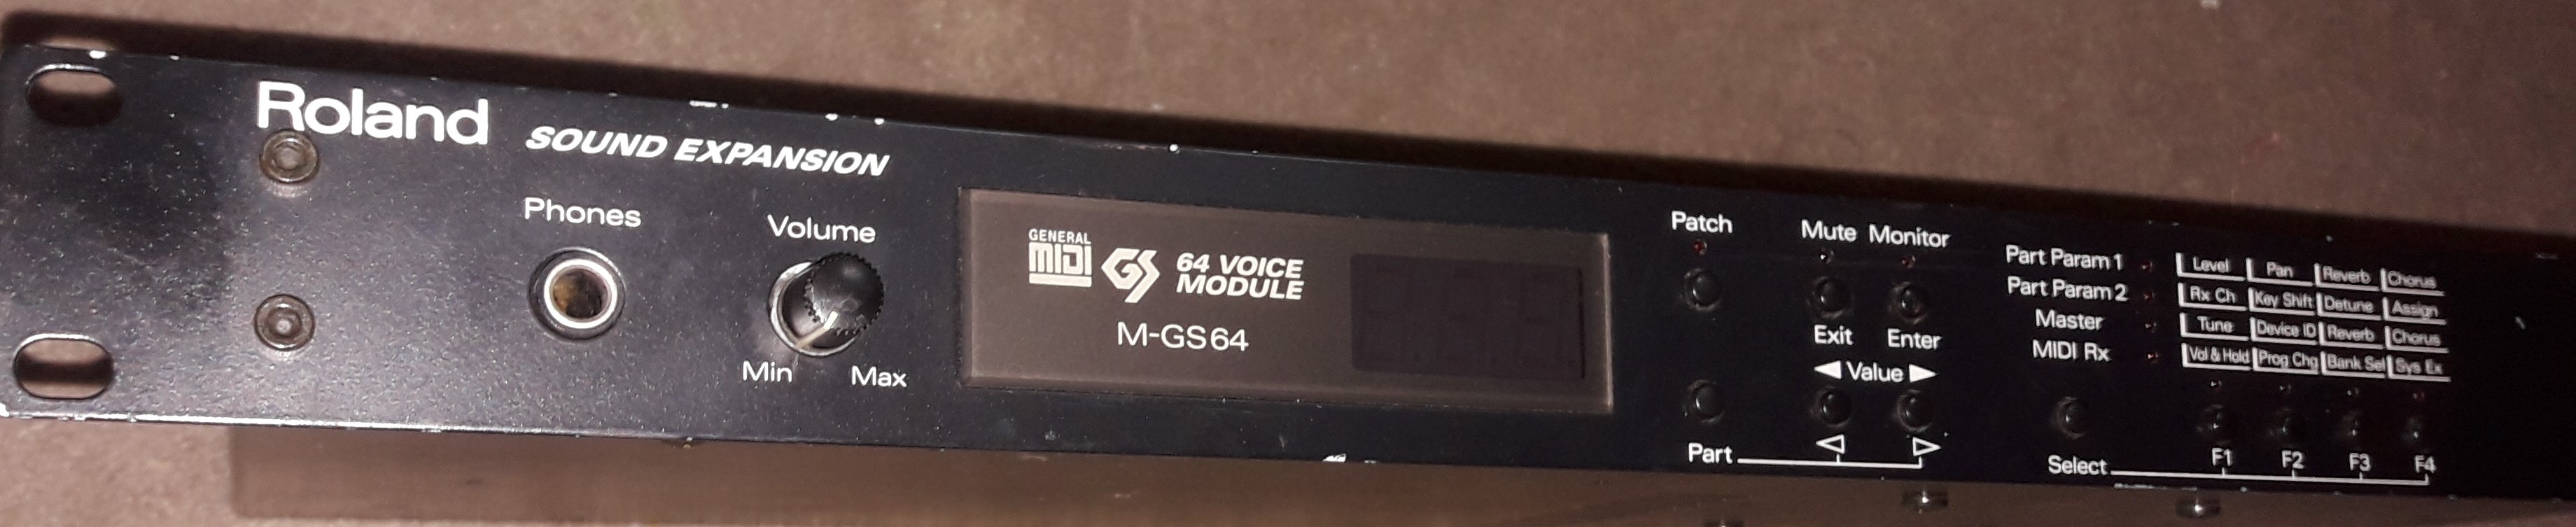 Roland
SOUND EXPANSION
Phones
Volume
Min Max
GENERAL
MIDI
GS
64 VOICE
MODULE
M-GS64
Patch
Mute Monitor
Exit Enter
◀ Value ▶
Part ◁ ▷
Part Param 1 Level Pan Reverb Chorus
Part Param 2 Rx Ch Key Shift Detune Assign
Master Tune Device ID Reverb Chorus
MIDI Rx Vol & Hold Prog Chg Bank Sel Sys Ex
Select F1 F2 F3 F4